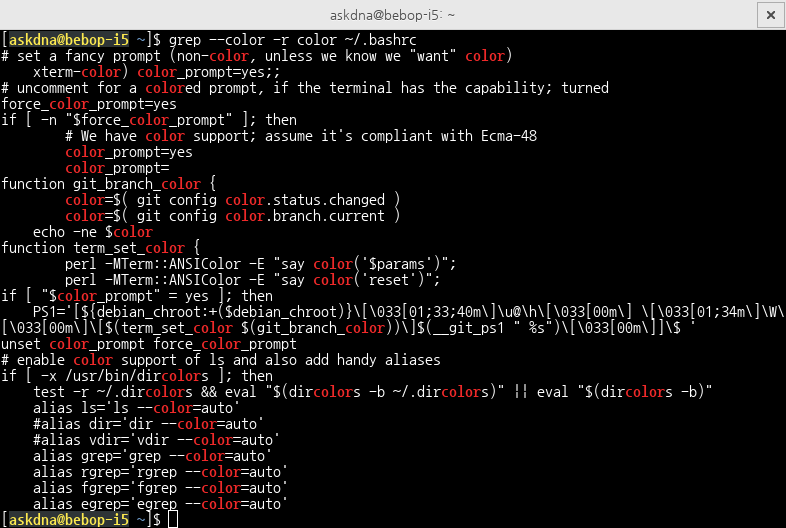 askdna@bebop-i5: ~
[askdna@bebop-i5 ~]$ grep --color -r color ~/.bashrc
# set a fancy prompt (non-color, unless we know we "want" color)
    xterm-color) color_prompt=yes;;
# uncomment for a colored prompt, if the terminal has the capability; turned
force_color_prompt=yes
if [ -n "$force_color_prompt" ]; then
        # We have color support; assume it's compliant with Ecma-48
        color_prompt=yes
        color_prompt=
function git_branch_color {
        color=$( git config color.status.changed )
        color=$( git config color.branch.current )
    echo -ne $color
function term_set_color {
        perl -MTerm::ANSIColor -E "say color('$params')";
        perl -MTerm::ANSIColor -E "say color('reset')";
if [ "$color_prompt" = yes ]; then
    PS1='[${debian_chroot:+($debian_chroot)}\[\033[01;33;40m\]\u@\h\[\033[00m\] \[\033[01;34m\]\W\
[\033[00m\]\[$(term_set_color $(git_branch_color))\]$(__git_ps1 " %s")\[\033[00m\]]\$ '
unset color_prompt force_color_prompt
# enable color support of ls and also add handy aliases
if [ -x /usr/bin/dircolors ]; then
    test -r ~/.dircolors && eval "$(dircolors -b ~/.dircolors)" || eval "$(dircolors -b)"
    alias ls='ls --color=auto'
    #alias dir='dir --color=auto'
    #alias vdir='vdir --color=auto'
    alias grep='grep --color=auto'
    alias rgrep='rgrep --color=auto'
    alias fgrep='fgrep --color=auto'
    alias egrep='egrep --color=auto'
[askdna@bebop-i5 ~]$